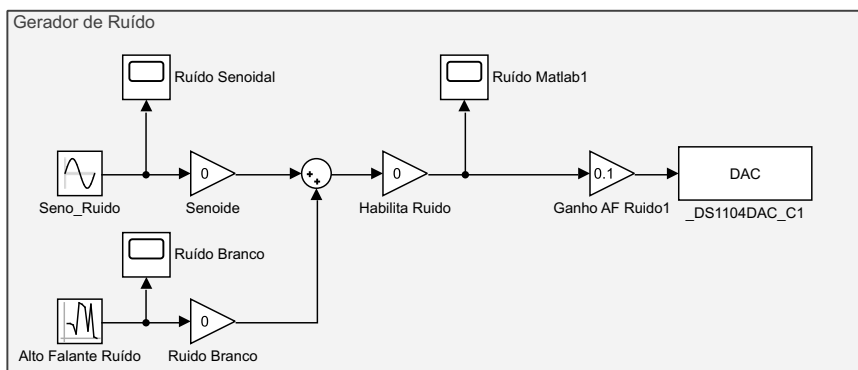 Gerador de Ruído
Ruído Senoidal
Ruído Matlab1
0
0
0.1
DAC
Seno_Ruido
Senoide
Habilita Ruido
Ganho AF Ruido1
_DS1104DAC_C1
Ruído Branco
0
Alto Falante Ruído
Ruido Branco